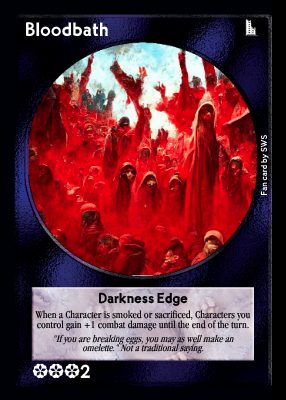 Bloodbath
Fan card by SWS
Darkness Edge
When a Character is smoked or sacrificed, Characters you
control gain +1 combat damage until the end of the turn.
"If you are breaking eggs, you may as well make an
omelette." Not a traditional saying.
2